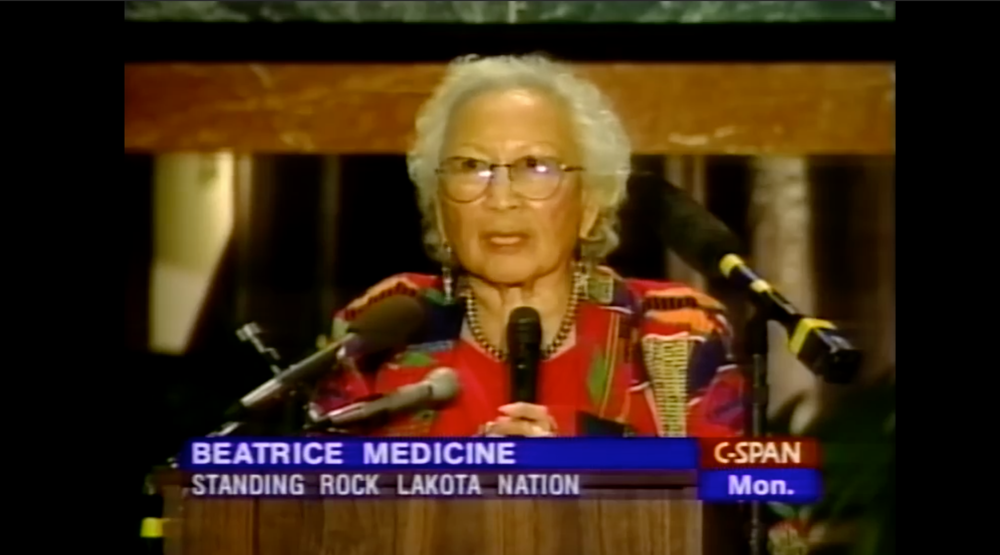 BEATRICE MEDICINE
C-SPAN
STANDING ROCK LAKOTA NATION
Mon.